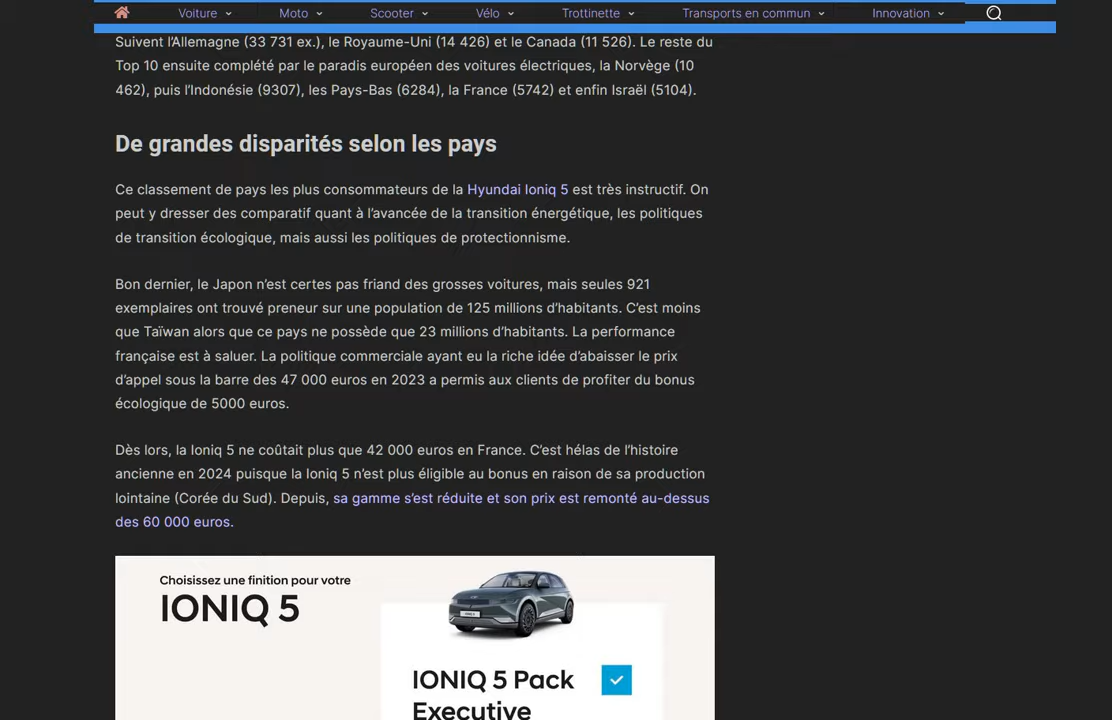 Voiture
Moto
Scooter
Vélo
Trottinette
Transports en commun
Innovation
Suivent l’Allemagne (33 731 ex.), le Royaume-Uni (14 426) et le Canada (11 526). Le reste du
Top 10 ensuite complété par le paradis européen des voitures électriques, la Norvège (10
462), puis l’Indonésie (9307), les Pays-Bas (6284), la France (5742) et enfin Israël (5104).
De grandes disparités selon les pays
Ce classement de pays les plus consommateurs de la Hyundai Ioniq 5 est très instructif. On
peut y dresser des comparatif quant à l’avancée de la transition énergétique, les politiques
de transition écologique, mais aussi les politiques de protectionnisme.
Bon dernier, le Japon n’est certes pas friand des grosses voitures, mais seules 921
exemplaires ont trouvé preneur sur une population de 125 millions d’habitants. C’est moins
que Taïwan alors que ce pays ne possède que 23 millions d’habitants. La performance
française est à saluer. La politique commerciale ayant eu la riche idée d’abaisser le prix
d’appel sous la barre des 47 000 euros en 2023 a permis aux clients de profiter du bonus
écologique de 5000 euros.
Dès lors, la Ioniq 5 ne coûtait plus que 42 000 euros en France. C’est hélas de l’histoire
ancienne en 2024 puisque la Ioniq 5 n’est plus éligible au bonus en raison de sa production
lointaine (Corée du Sud). Depuis, sa gamme s’est réduite et son prix est remonté au-dessus
des 60 000 euros.
Choisissez une finition pour votre
IONIQ 5
IONIQ 5 Pack
Executive